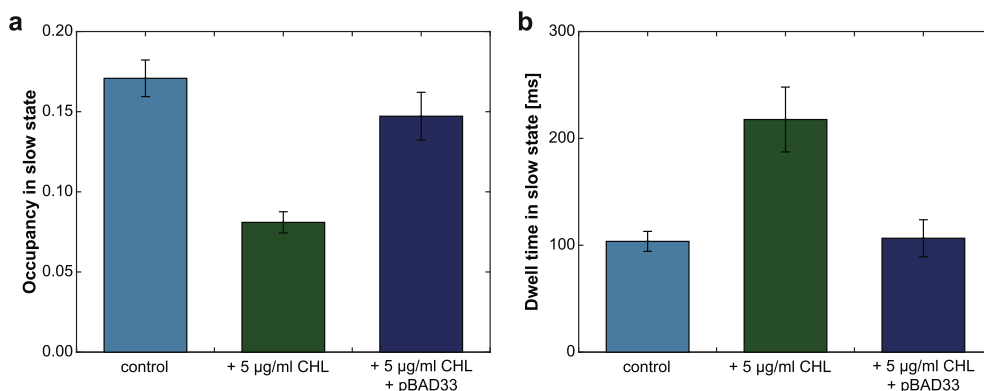 a
Occupancy in slow state
0.20
0.15
0.10
0.05
0.00
control
+ 5 µg/ml CHL
+ 5 µg/ml CHL
+ pBAD33
b
Dwell time in slow state [ms]
300
200
100
0
control
+ 5 µg/ml CHL
+ 5 µg/ml CHL
+ pBAD33